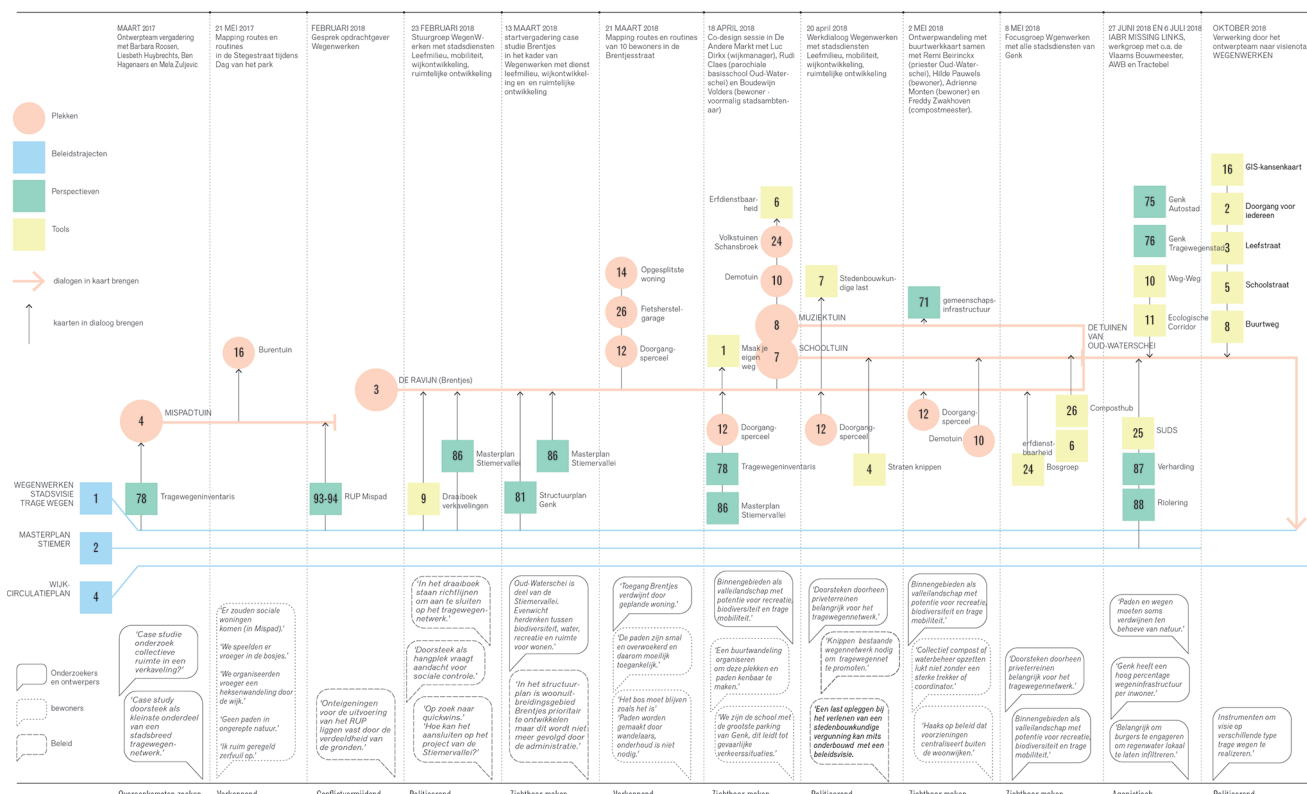 MAART 2017
Ontwerpteam vergadering
met Barbara Roosen,
Liesbeth Huybrechts, Ben
Hagenaers en Mela Zuljevic
21 MEI 2017
Mapping routes en
routines
in de Stegestraat tijdens
Dag van het park
FEBRUARI 2018
Gesprek opdrachtgever
Wegenwerken
23 FEBRUARI 2018
Stuurgroep WegenW-
erken met stadsdiensten
Leefmilieu, mobiliteit,
wijkontwikkeling,
ruimtelijke ontwikkeling
13 MAART 2018
startvergadering case
studie Brentjes
in het kader van
Wegenwerken met dienst
leefmilieu, wijkontwikkel-
ing en en ruimtelijke
ontwikkeling
21 MAART 2018
Mapping routes en routines
van 10 bewoners in de
Brentjesstraat
18 APRIL 2018
Co-design sessie in De
Andere Markt met Luc
Dirkx (wijkmanager), Rudi
Claes (parochiale
basisschool Oud-Water-
schei) en Boudewijn
Volders (bewoner -
voormalig stadsambten-
aar)
20 april 2018
Werkdialoog Wegenwerken
met stadsdiensten
Leefmilieu, mobiliteit,
wijkontwikkeling,
ruimtelijke ontwikkeling
2 MEI 2018
Ontwerpwandeling met
buurtwerkkaart samen
met Remi Beirinckx
(priester Oud-Water-
schei), Hilde Pauwels
(bewoner), Adrienne
Monten (bewoner) en
Freddy Zwakhoven
(compostmeester).
8 MEI 2018
Focusgroep Wgenwerken
met alle stadsdiensten van
Genk
27 JUNI 2018 EN 6 JULI 2018
IABR MISSING LINKS,
werkgroep met o.a. de
Vlaams Bouwmeester,
AWB en Tractebel
OKTOBER 2018
Verwerking door het
ontwerpteam naar visienota
WEGENWERKEN
Plekken
Beleidstrajecten
Perspectieven
Tools
dialogen in kaart brengen
kaarten in dialoog brengen
4
MISPADTUIN
78
Tragewegeninventaris
16
Burentuin
93-94
RUP Mispad
3
DE RAVIJN (Brentjes)
9
Draaiboek
verkavelingen
86
Masterplan
Stiemervallei
81
Structuurplan
Genk
86
Masterplan
Stiemervallei
14
Opgesplitste
woning
26
Fietsherstel-
garage
12
Doorgang-
sperceel
Erfdienstbaar-
heid
6
Volkstuinen
Schansbroek
24
Demotuin
10
8
MUZIEKTUIN
7
SCHOOLTUIN
1
Maak je
eigen
weg
12
Doorgang-
sperceel
78
Tragewegeninventaris
86
Masterplan
Stiemervallei
7
Stedenbouwkun-
dige last
12
Doorgang-
sperceel
4
Straten knippen
71
gemeenschaps-
infrastructuur
12
Doorgang-
sperceel
Demotuin
10
DE TUINEN
VAN
OUD-WATERSCHEI
26
Composthub
erfdienst-
baarheid
6
24
Bosgroep
75
Genk
Autostad
76
Genk
Tragewegenstad
10
Weg-Weg
11
Ecologische
Corridor
25
SUDS
87
Verharding
88
Riolering
16
GIS-kansenkaart
2
Doorgang voor
iedereen
3
Leefstraat
5
Schoolstraat
8
Buurtweg
WEGENWERKEN
STADSVISIE
TRAGE WEGEN
1
MASTERPLAN
STIEMER
2
WIJK-
CIRCULATIEPLAN
4
Onderzoekers
en ontwerpers
bewoners
Beleid
'Case studie
onderzoek
collectieve
ruimte in een
verkaveling?'
'Case study
doorsteek als
kleinste onderdeel
van een
stadsbreed
tragewegen-
netwerk.'
'Er zouden sociale
woningen
komen (in Mispad).'
'We speelden er
vroeger in de bosjes.'
'We organiseerden
vroeger een
heksenwandeling door
de wijk.'
'Geen paden in
ongerepte natuur.'
'Ik ruim geregeld
zerfvuil op.'
'Onteigeningen
voor de uitvoering
van het RUP
liggen vast door de
verdeeldheid van
de gronden.'
'In het draaiboek
staan richtlijnen
om aan te sluiten
op het tragewegen-
netwerk.'
'Doorsteek als
hangplek vraagt
aandacht voor
sociale controle.'
'Op zoek naar
quickwins.'
'Hoe kan het
aansluiten op het
project van de
Stiemervallei?'
Oud-Waterschei is
deel van de
Stiemervallei.
Evenwicht
herdenken tussen
biodiversiteit, water,
recreatie en ruimte
voor wonen.'
'In het structuur-
plan is woonuit-
breidingsgebied
Brentjes prioritair
te ontwikkelen
maar dit wordt niet
meer gevolgd door
de administratie.'
'Toegang Brentjes
verdwijnt door
geplande woning.'
'De paden zijn smal
en overwoekerd en
daarom moeilijk
toegankelijk.'
'Het bos moet blijven
zoals het is'
'Paden worden
gemaakt door
wandelaars,
onderhoud is niet
nodig.'
Binnengebieden als
valleilandschap met
potentie voor recreatie,
biodiversiteit en trage
mobiliteit.'
'Een buurtwandeling
organiseren
om deze plekken en
paden kenbaar te
maken.'
'We zijn de school met
de grootste parking
van Genk, dit leidt tot
gevaarlijke
verkeerssituaties.'
'Doorsteken doorheen
priveterreinen
belangrijk voor het
tragewegennetwerk.'
'Knippen bestaande
wegennetwerk nodig
om tragewegennet
te promoten.'
'Een last opleggen bij
het verlenen van een
stedenbouwkundige
vergunning kan mits
onderbouwd met een
beleidsvisie.
Binnengebieden als
valleilandschap met
potentie voor recreatie,
biodiversiteit en trage
mobiliteit.'
'Collectief compost of
waterbeheer opzetten
lukt niet zonder een
sterke trekker of
coordinator.'
'Haaks op beleid dat
voorzieningen
centraliseert buiten
de woonwijken.'
'Doorsteken doorheen
priveterreinen
belangrijk voor het
tragewegennetwerk.'
Binnengebieden als
valleilandschap met
potentie voor recreatie,
biodiversiteit en trage
mobiliteit.'
'Paden en wegen
moeten soms
verdwijnen ten
behoeve van natuur.'
'Genk heeft een
hoog percentage
wegeninfrastructuur
per inwoner.'
'Belangrijk om
burgers te engageren
om regenwater lokaal
te laten infiltreren.'
Instrumenten om
visie op
verschillende type
trage wegen te
realizeren.'